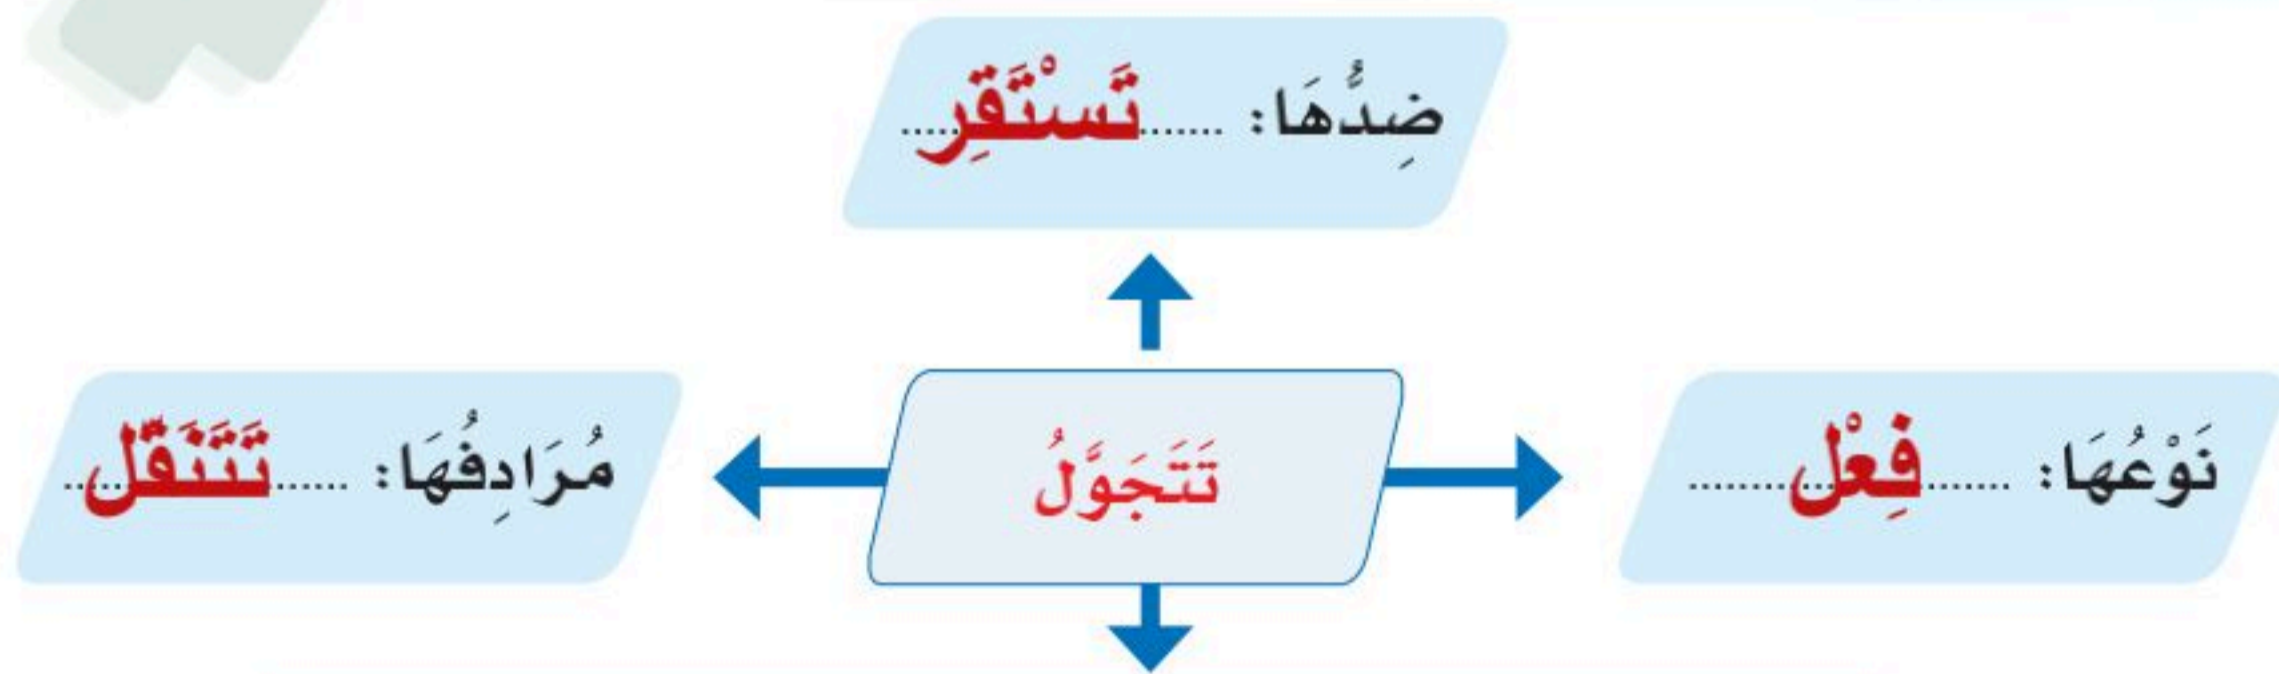 ضِدُّهَا: .......تَسْتَقِر.....
نَوْعُهَا: .......فِعْل..........
تَتَجَوَّلُ
مُرَادِفُهَا: ......تَتَنَقّل..